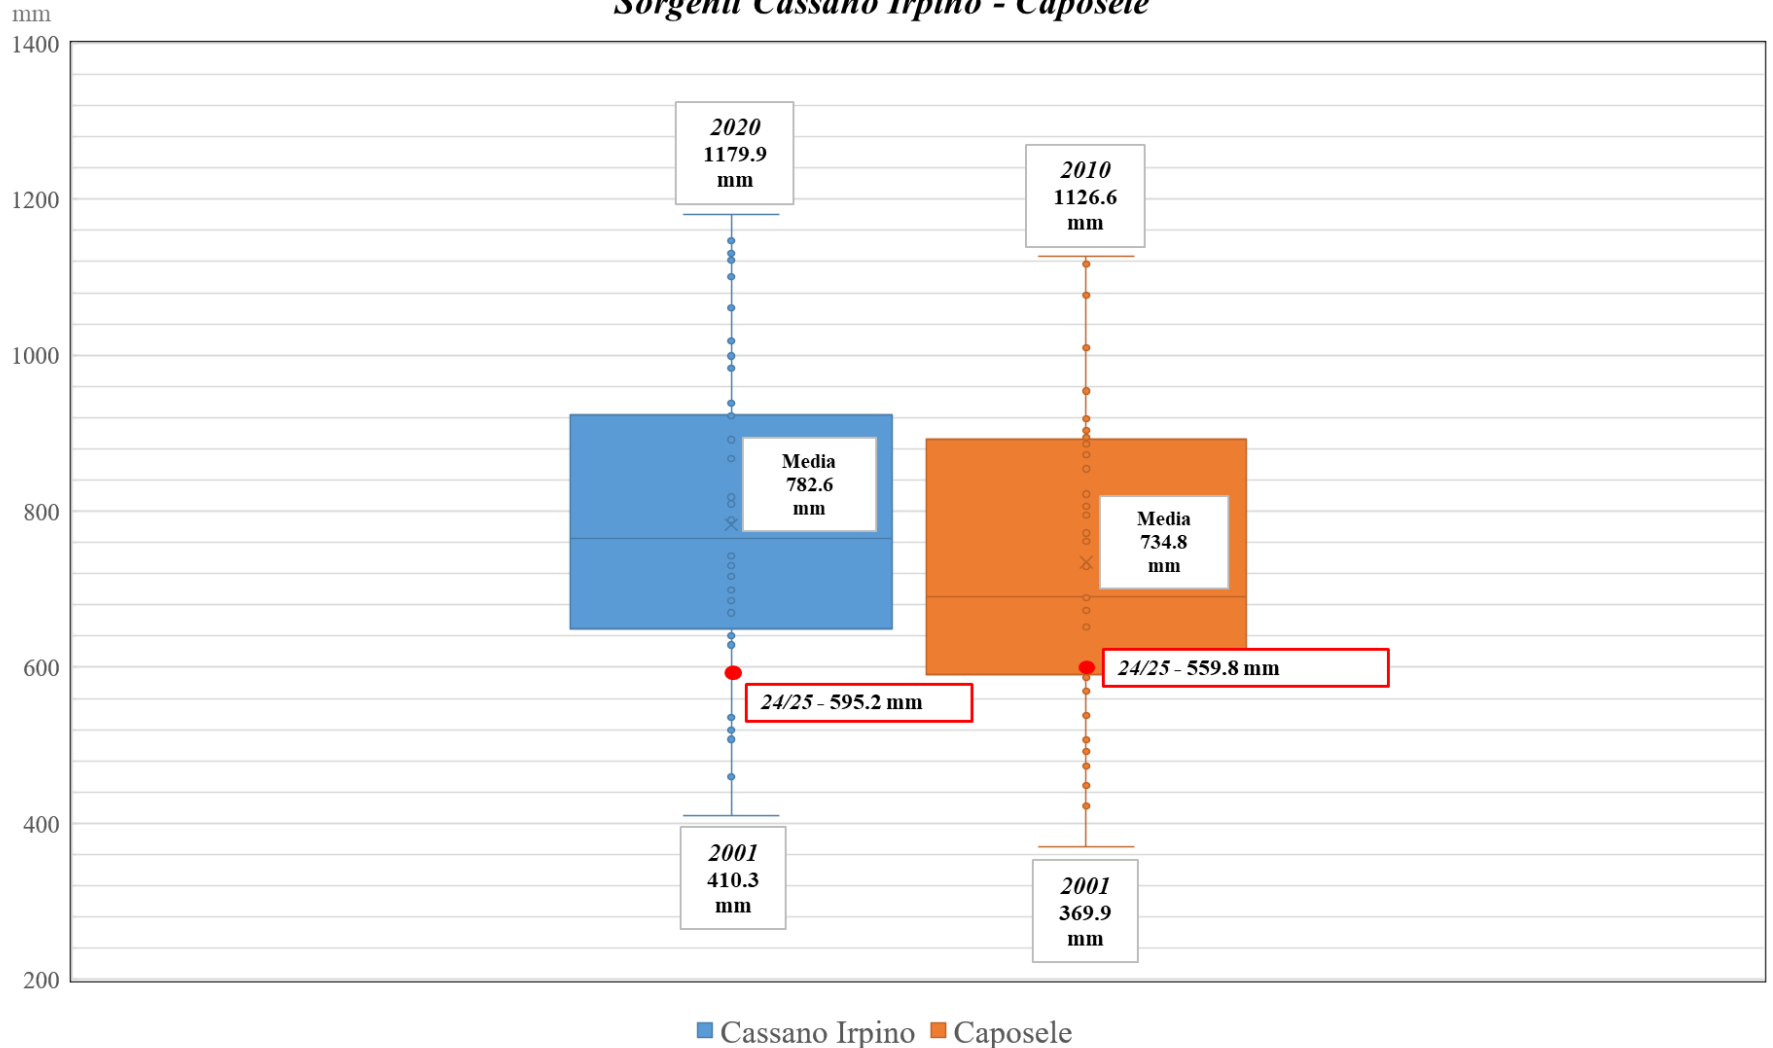 Sorgenti Cassano Irpino - Caposele
mm
1400
1200
1000
800
600
400
200
2020
1179.9
mm
2010
1126.6
mm
Media
782.6
mm
Media
734.8
mm
24/25 - 559.8 mm
24/25 - 595.2 mm
2001
410.3
mm
2001
369.9
mm
Cassano Irpino
Caposele